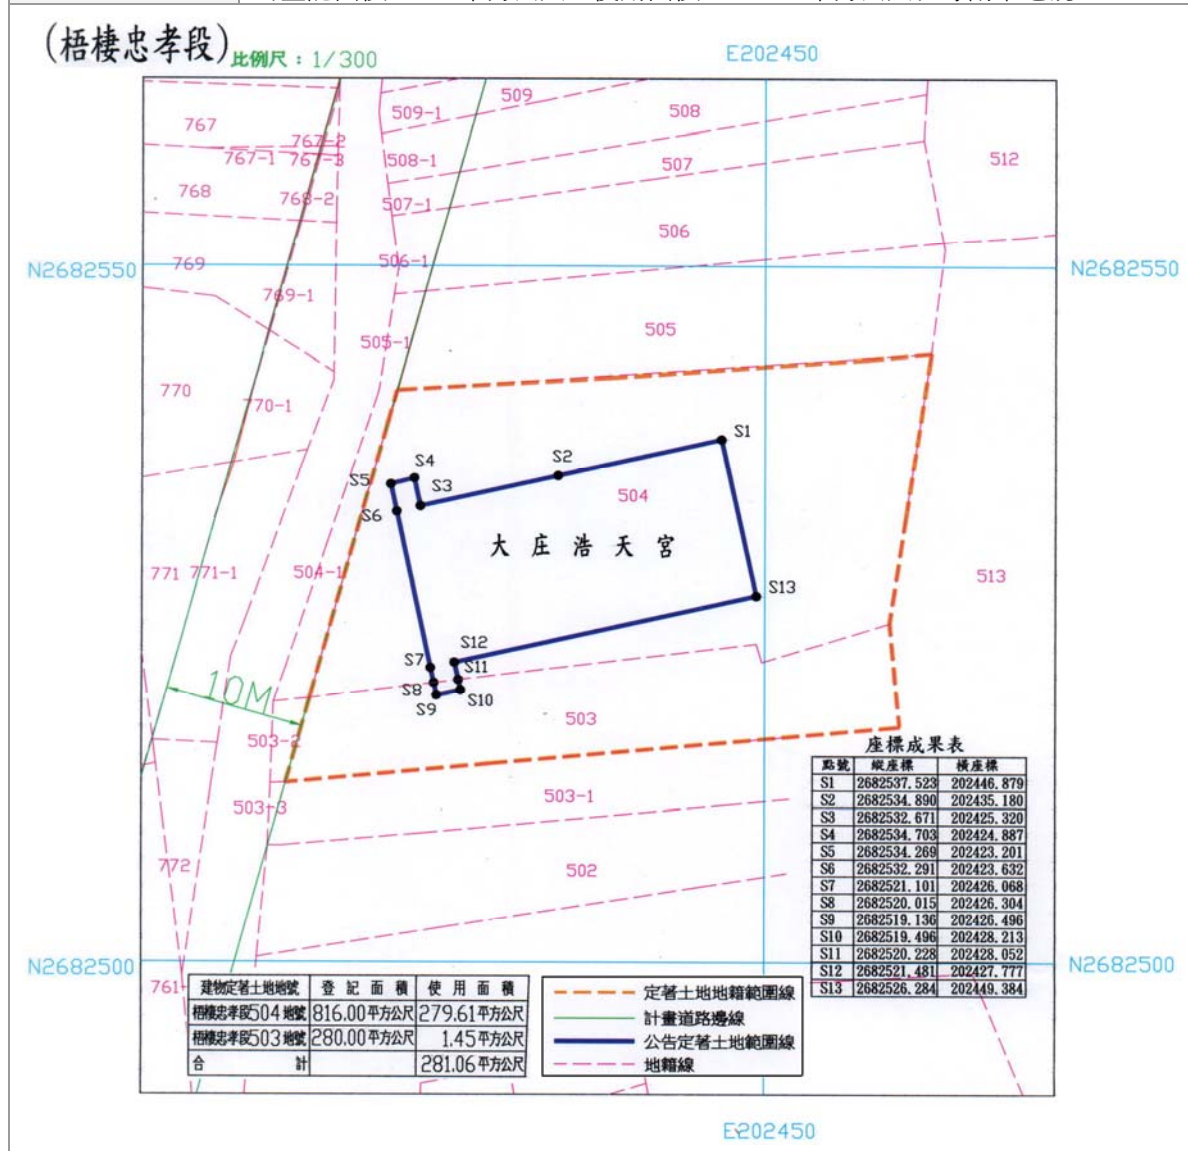 (梧棲忠孝段) 比例尺：1/300
E202450
509
509-1
508
767
767-2
767-1
767-3
508-1
507
512
768
768-2
507-1
506
769
506-1
N2682550
N2682550
769-1
505-1
505
770
770-1
S1
S2
S4
S5
S3
504
S6
大庄浩天宮
771
771-1
504-1
513
S13
S12
S7
S11
S8
S10
S9
10M
503
503-2
503-1
503-3
772
502
座標成果表
點號 縱座標 橫座標
S1 2682537.523 202446.879
S2 2682534.890 202435.180
S3 2682532.671 202425.320
S4 2682534.703 202424.887
S5 2682534.269 202423.201
S6 2682532.291 202423.632
S7 2682521.101 202426.068
S8 2682520.015 202426.304
S9 2682519.136 202426.496
S10 2682519.496 202428.213
S11 2682520.228 202428.052
S12 2682521.481 202427.777
S13 2682526.284 202449.384
N2682500
N2682500
761
建物定著土地地號 登記面積 使用面積
梧棲忠孝段504地號 816.00平方公尺 279.61平方公尺
梧棲忠孝段503地號 280.00平方公尺 1.45平方公尺
合計 281.06平方公尺
定著土地地籍範圍線
計畫道路邊線
公告定著土地範圍線
地籍線
E202450